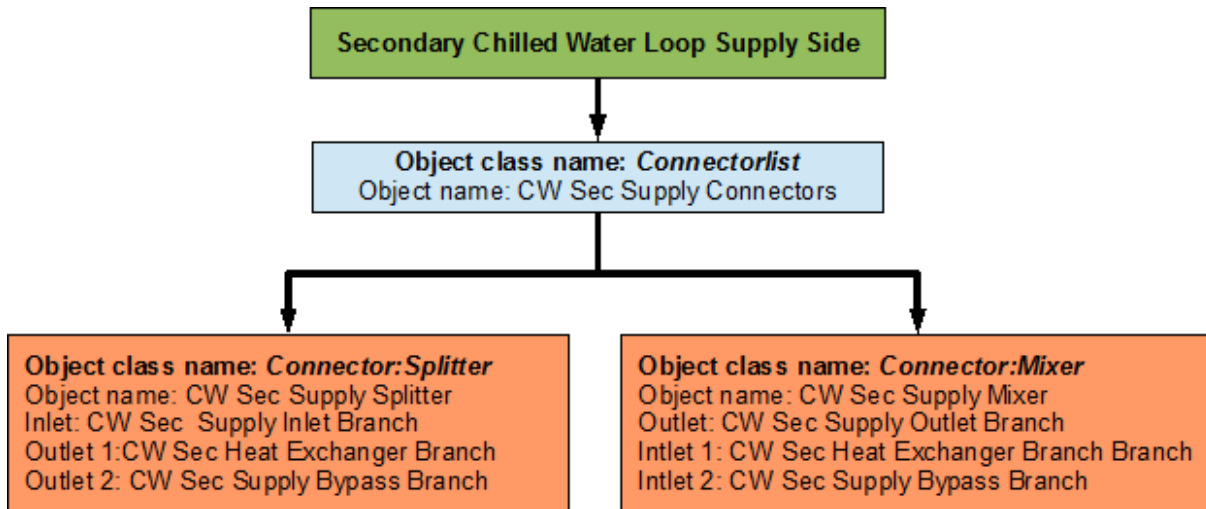 Secondary Chilled Water Loop Supply Side
Object class name: Connectorlist
Object name: CW Sec Supply Connectors
Object class name: Connector:Splitter
Object name: CW Sec Supply Splitter
Inlet: CW Sec  Supply Inlet Branch
Outlet 1:CW Sec Heat Exchanger Branch
Outlet 2: CW Sec Supply Bypass Branch
Object class name: Connector:Mixer
Object name: CW Sec Supply Mixer
Outlet: CW Sec Supply Outlet Branch
Intlet 1: CW Sec Heat Exchanger Branch Branch
Intlet 2: CW Sec Supply Bypass Branch